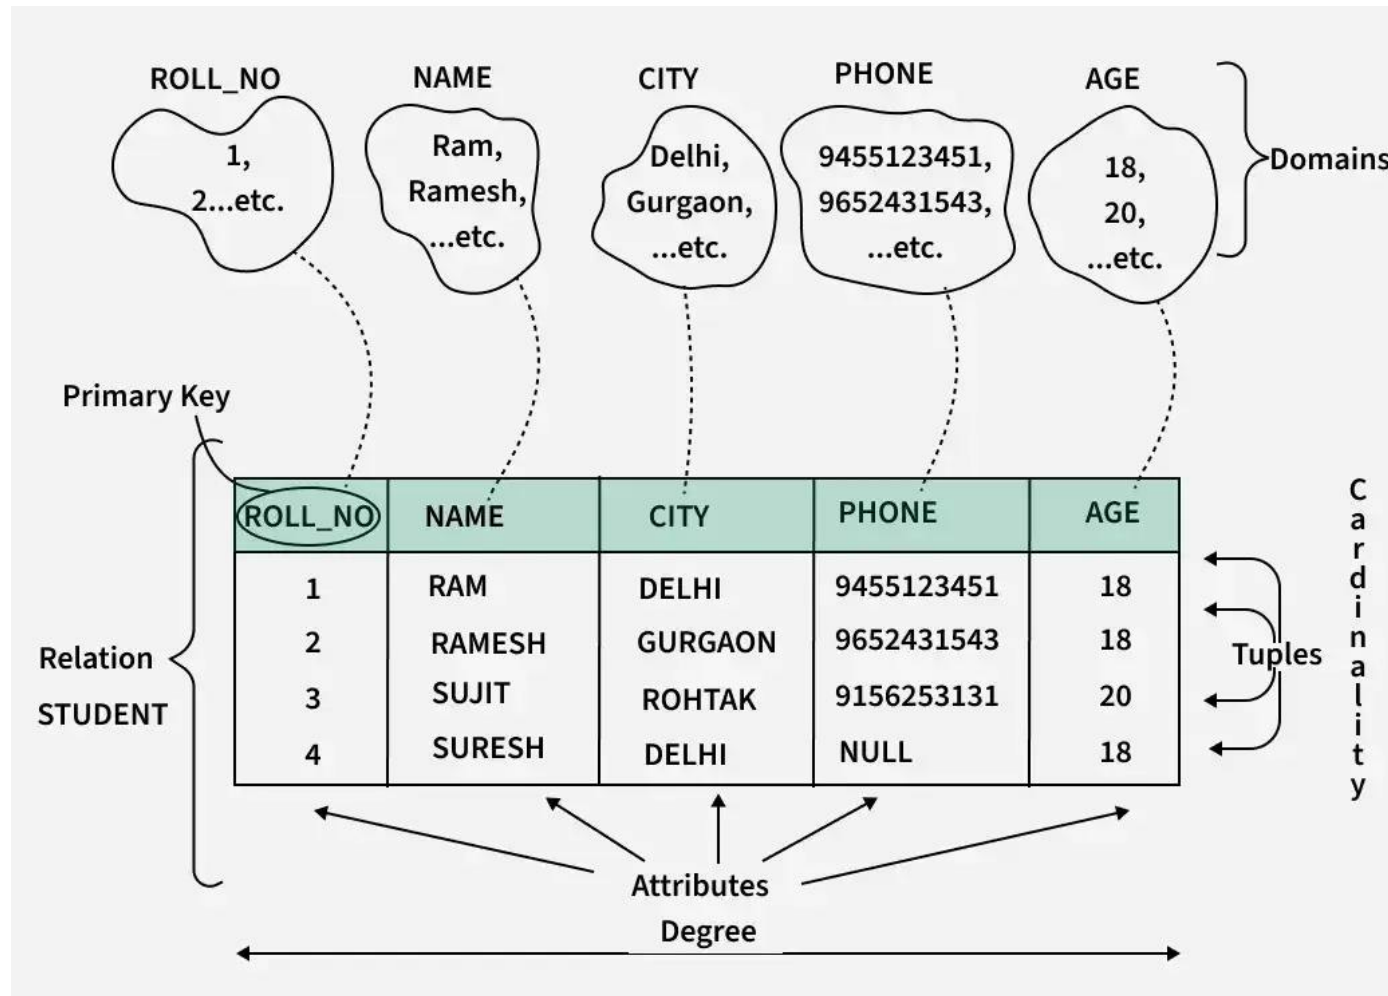 ROLL_NO NAME CITY PHONE AGE
1,
2...etc.
Ram,
Ramesh,
...etc.
Delhi,
Gurgaon,
...etc.
9455123451,
9652431543,
...etc.
18,
20,
...etc.
Domains
Primary Key
ROLL_NO NAME CITY PHONE AGE
1 RAM DELHI 9455123451 18
2 RAMESH GURGAON 9652431543 18
3 SUJIT ROHTAK 9156253131 20
4 SURESH DELHI NULL 18
Relation
STUDENT
Tuples
Cardinality
Attributes
Degree